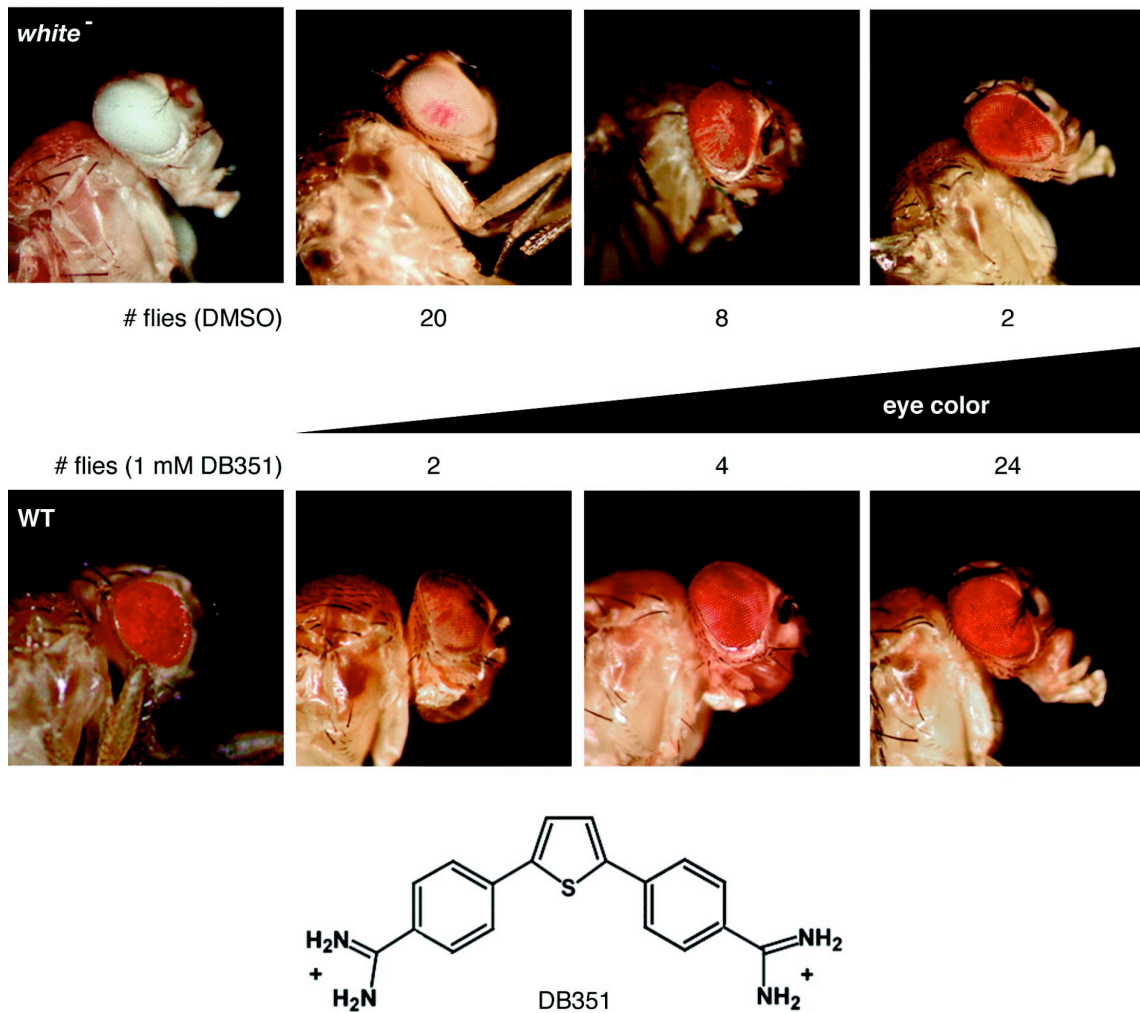 white -
# flies (DMSO) 20 8 2
eye color
# flies (1 mM DB351) 2 4 24
WT
S
H₂N NH₂
+ +
H₂N NH₂
DB351